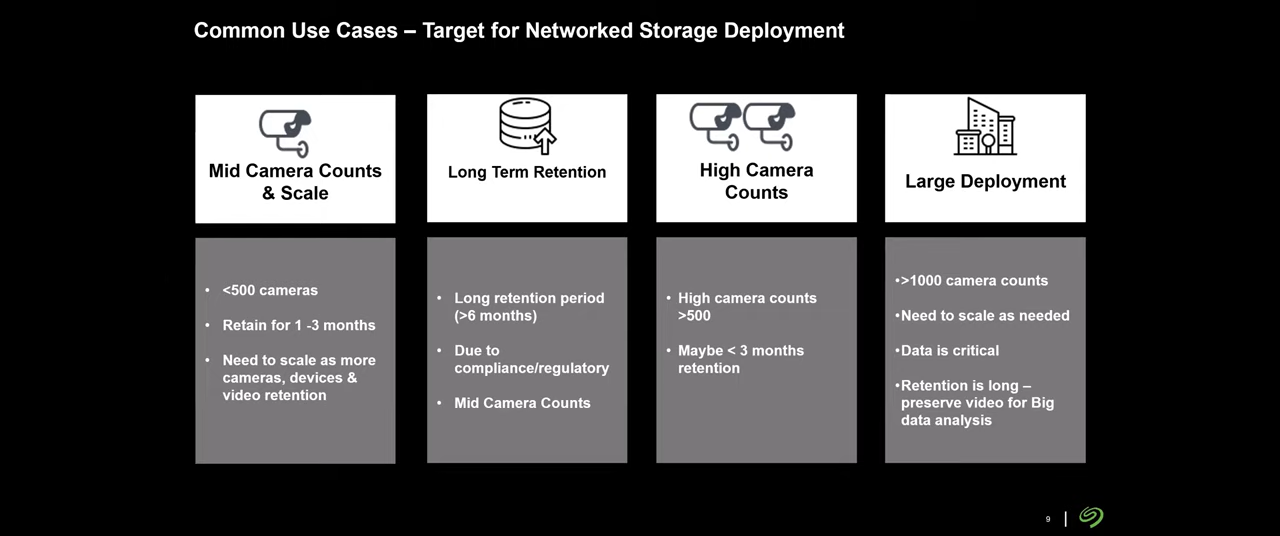 Common Use Cases – Target for Networked Storage Deployment
Mid Camera Counts
& Scale
• <500 cameras
• Retain for 1 -3 months
• Need to scale as more
cameras, devices &
video retention
Long Term Retention
• Long retention period
(>6 months)
• Due to
compliance/regulatory
• Mid Camera Counts
High Camera
Counts
• High camera counts
>500
• Maybe < 3 months
retention
Large Deployment
•>1000 camera counts
•Need to scale as needed
•Data is critical
•Retention is long –
preserve video for Big
data analysis
9